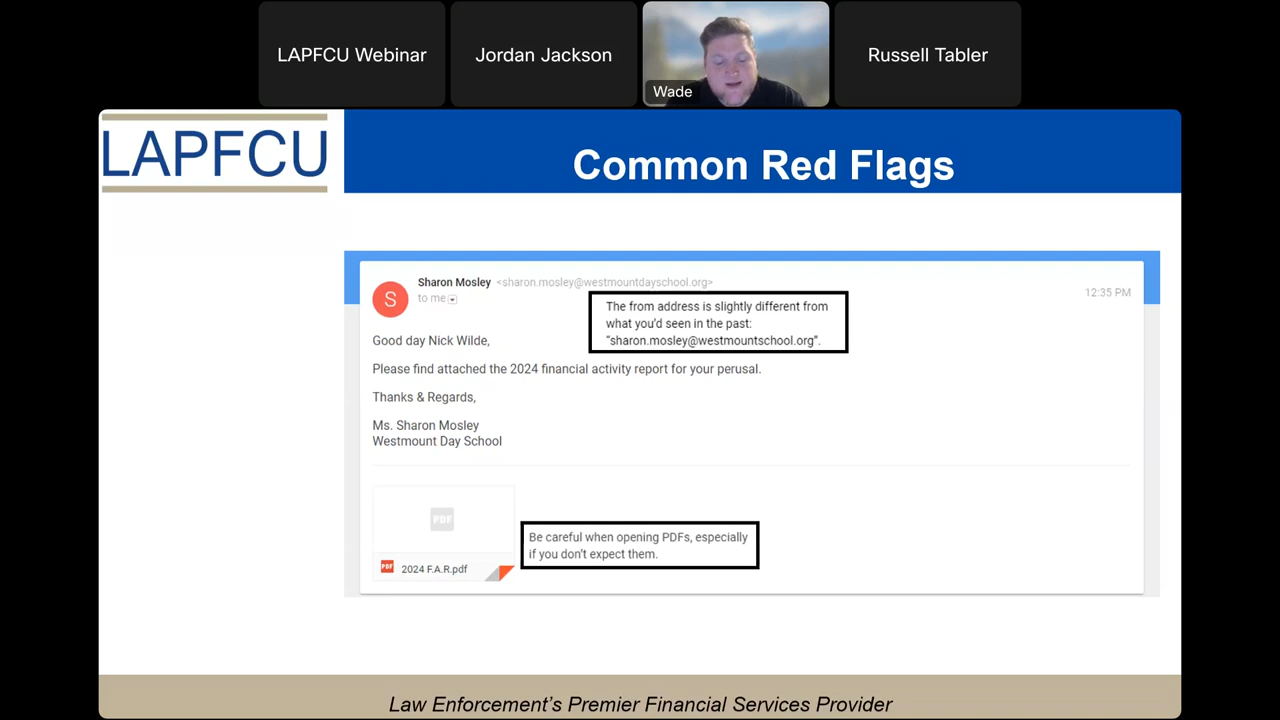 LAPFCU Webinar
Jordan Jackson
Wade
Russell Tabler
LAPFCU
Common Red Flags
Sharon Mosley <sharon.mosley@westmountdayschool.org>
to me
12:35 PM
S
The from address is slightly different from
what you'd seen in the past:
"sharon.mosley@westmountschool.org".
Good day Nick Wilde,
Please find attached the 2024 financial activity report for your perusal.
Thanks & Regards,
Ms. Sharon Mosley
Westmount Day School
PDF
Be careful when opening PDFs, especially
if you don't expect them.
PDF 2024 F.A.R.pdf
Law Enforcement's Premier Financial Services Provider